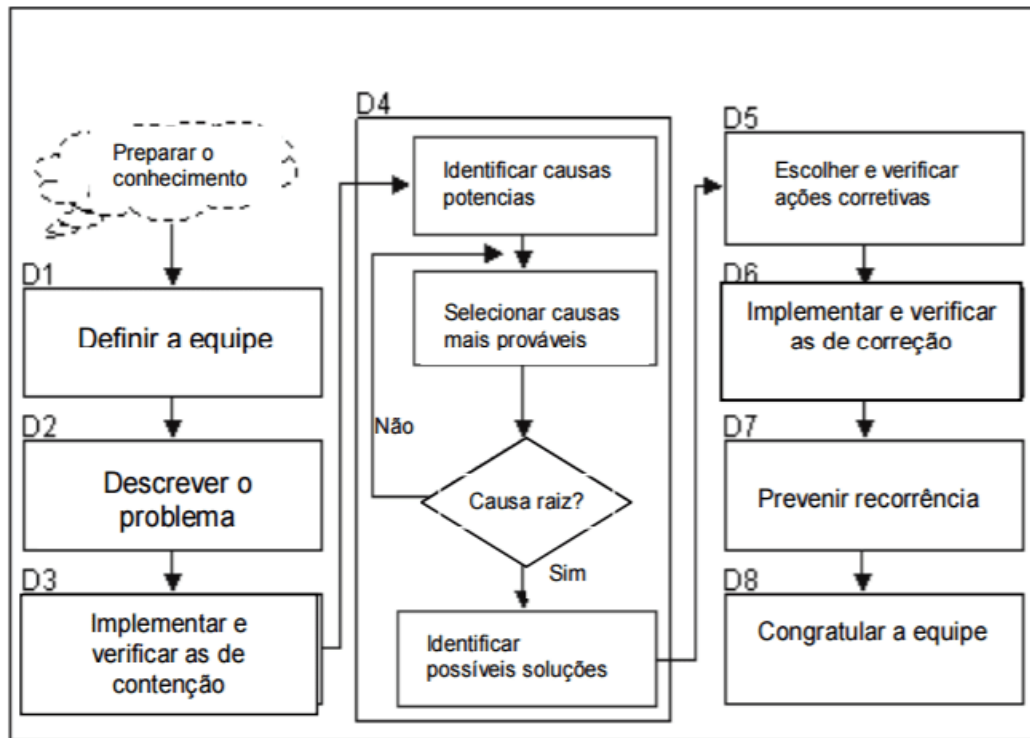 Preparar o
conhecimento
D1
Definir a equipe
D2
Descrever o
problema
D3
Implementar e
verificar as de
contenção
D4
Identificar causas
potencias
Selecionar causas
mais prováveis
Não
Causa raiz?
Sim
Identificar
possíveis soluções
D5
Escolher e verificar
ações corretivas
D6
Implementar e verificar
as de correção
D7
Prevenir recorrência
D8
Congratular a equipe